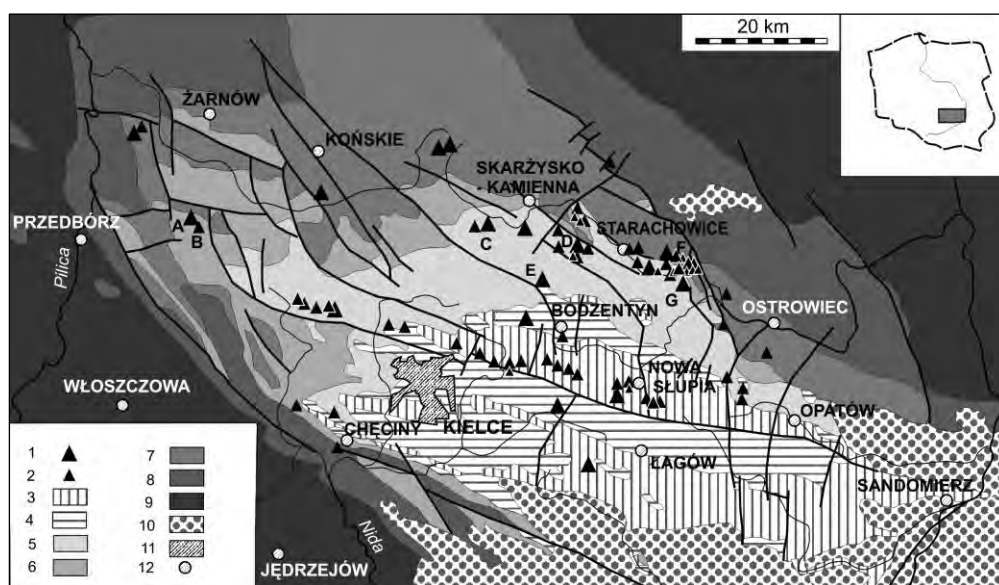 20 km
ŻARNÓW
KOŃSKIE
SKARŻYSKO
KAMIENNA
PRZEDBÓRZ
A
B
C
D
STARACHOWICE
F
Pilica
E
G
BODZENTYN
OSTROWIEC
WŁOSZCZOWA
NOWA
SŁUPIA
OPATÓW
CHĘCINY
KIELCE
ŁAGÓW
SANDOMIERZ
Nida
JĘDRZEJÓW
1
2
3
4
5
6
7
8
9
10
11
12